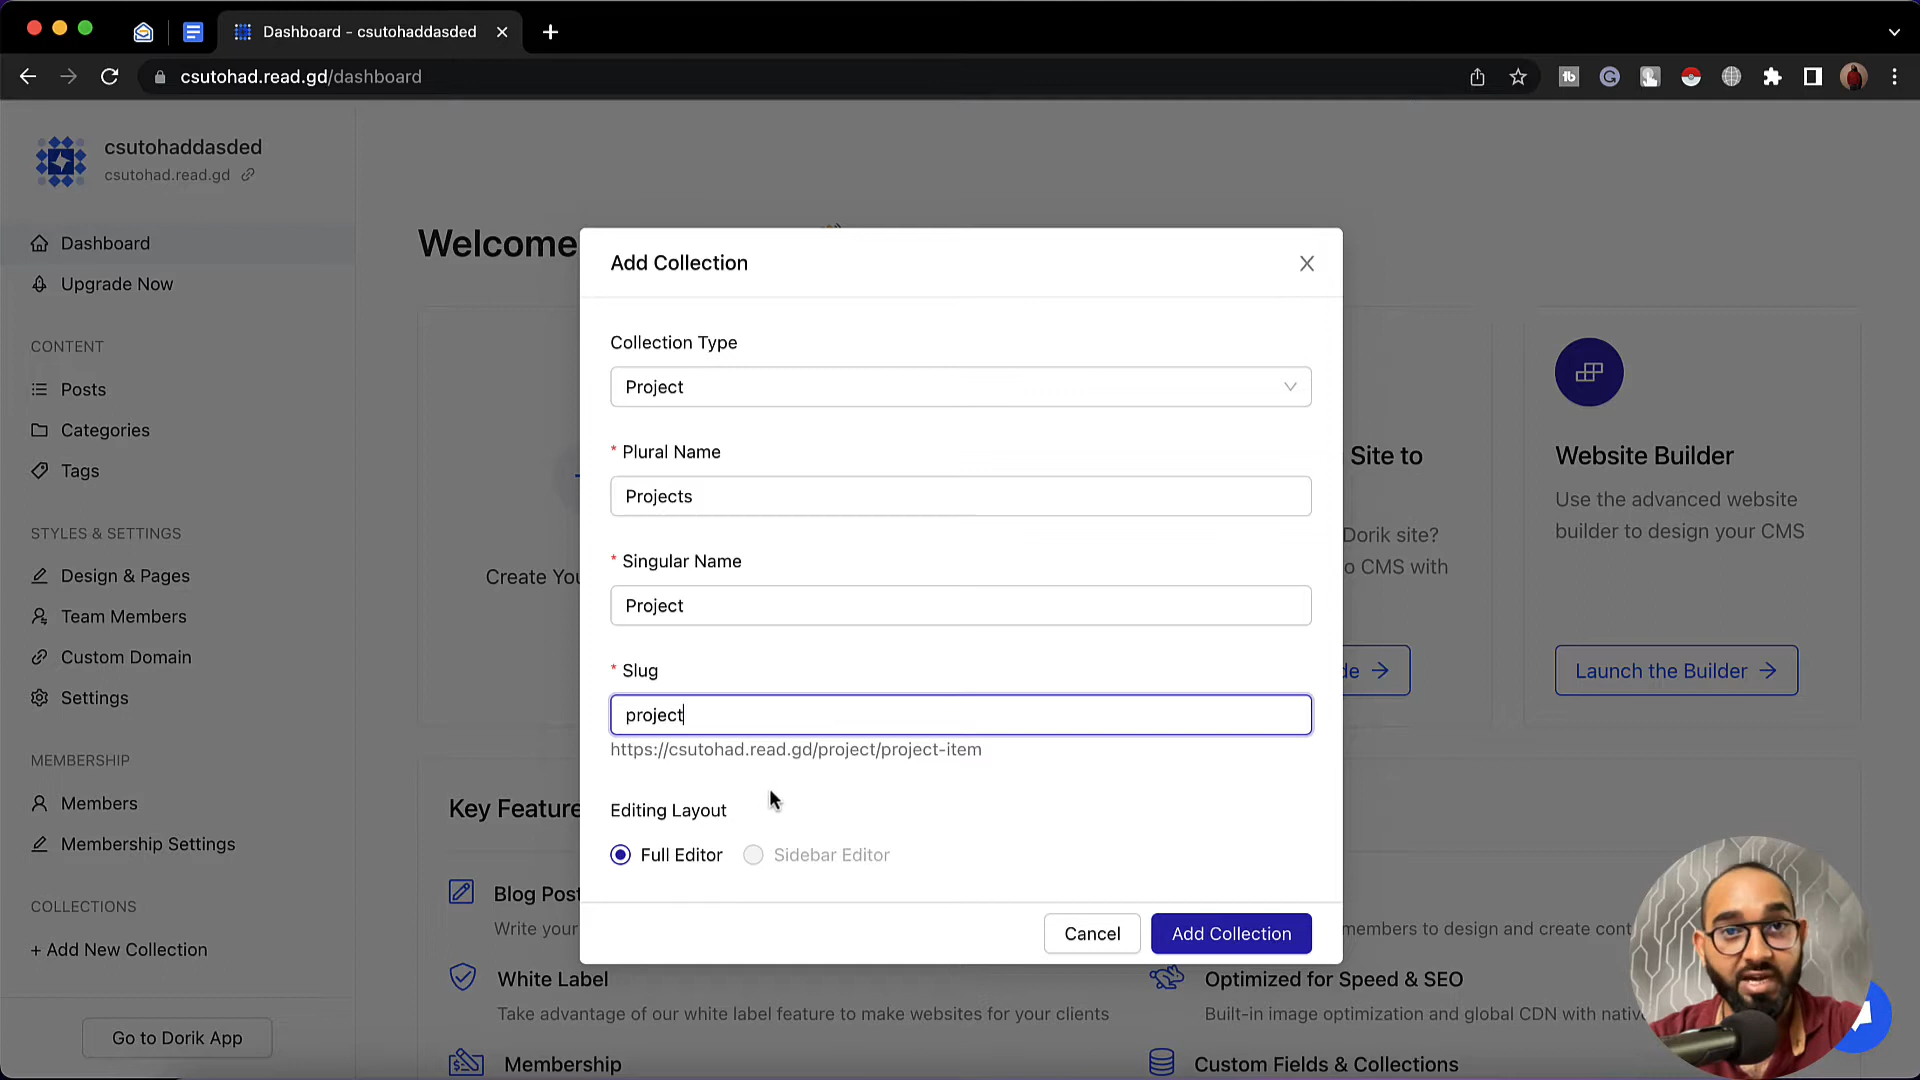 Dashboard - csutohaddasded
csutohad.read.gd/dashboard
csutohaddasded
csutohad.read.gd
Dashboard
Upgrade Now
CONTENT
Posts
Categories
Tags
STYLES & SETTINGS
Design & Pages
Team Members
Custom Domain
Settings
MEMBERSHIP
Members
Membership Settings
COLLECTIONS
+ Add New Collection
Go to Dorik App
Welcome
Create You
Add Collection
Collection Type
Project
* Plural Name
Projects
* Singular Name
Project
* Slug
project
https://csutohad.read.gd/project/project-item
Editing Layout
Full Editor
Sidebar Editor
Cancel
Add Collection
Site to
Dorik site?
o CMS with
de
Website Builder
Use the advanced website
builder to design your CMS
Launch the Builder
Key Feature
Blog Post
Write your
members to design and create cont
White Label
Take advantage of our white label feature to make websites for your clients
Optimized for Speed & SEO
Built-in image optimization and global CDN with nativ
Membership
Custom Fields & Collections